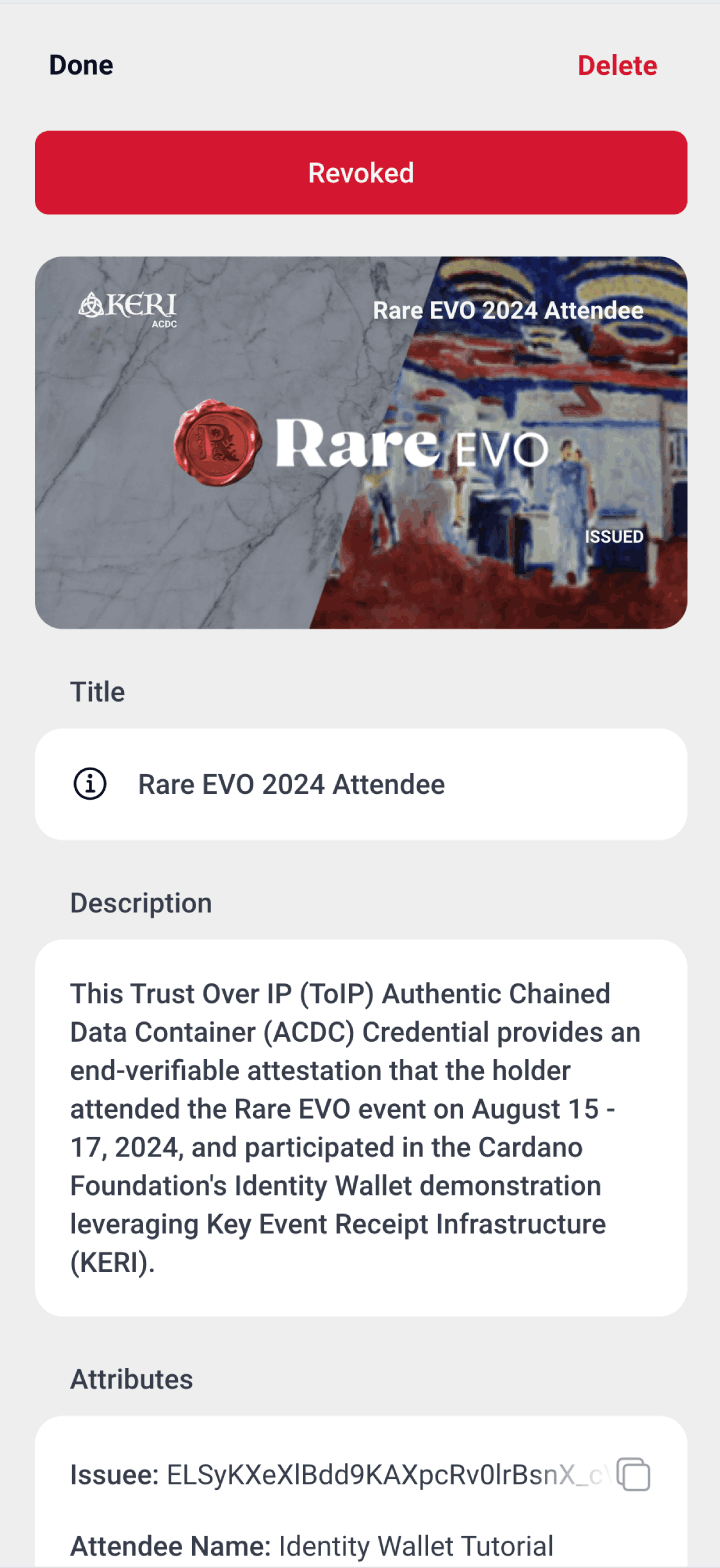 Done
Delete
Revoked
KERI
ACDC
Rare EVO 2024 Attendee
R
Rare EVO
ISSUED
Title
Rare EVO 2024 Attendee
Description
This Trust Over IP (ToIP) Authentic Chained
Data Container (ACDC) Credential provides an
end-verifiable attestation that the holder
attended the Rare EVO event on August 15 -
17, 2024, and participated in the Cardano
Foundation's Identity Wallet demonstration
leveraging Key Event Receipt Infrastructure
(KERI).
Attributes
Issuee: ELSyKXeXlBdd9KAXpcRv0lrBsnX_c
Attendee Name: Identity Wallet Tutorial